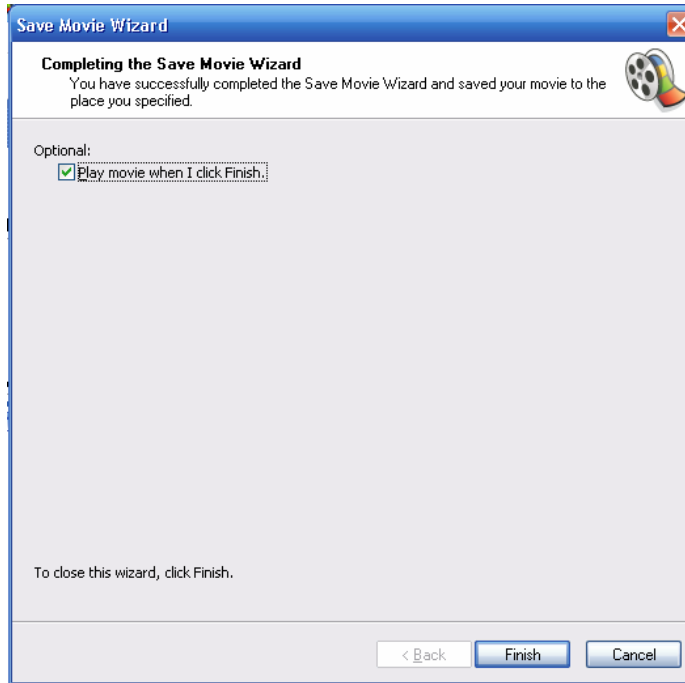 Save Movie Wizard
Completing the Save Movie Wizard
You have successfully completed the Save Movie Wizard and saved your movie to the
place you specified.
Optional:
Play movie when I click Finish.
To close this wizard, click Finish.
< Back Finish Cancel